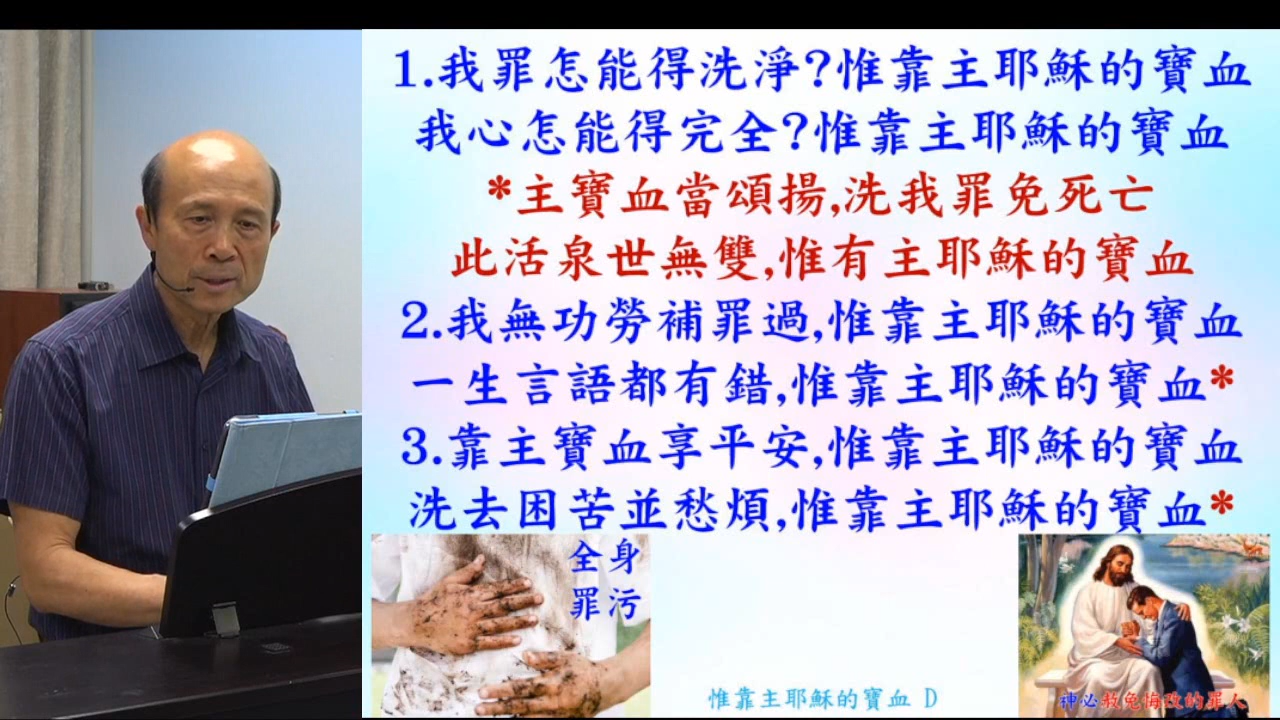 1.我罪怎能得洗淨?惟靠主耶穌的寶血
我心怎能得完全?惟靠主耶穌的寶血
*主寶血當頌揚,洗我罪免死亡
此活泉世無雙,惟有主耶穌的寶血
2.我無功勞補罪過,惟靠主耶穌的寶血
一生言語都有錯,惟靠主耶穌的寶血*
3.靠主寶血享平安,惟靠主耶穌的寶血
洗去困苦並愁煩,惟靠主耶穌的寶血*
全身
罪污
惟靠主耶穌的寶血 D
神必赦免悔改的罪人